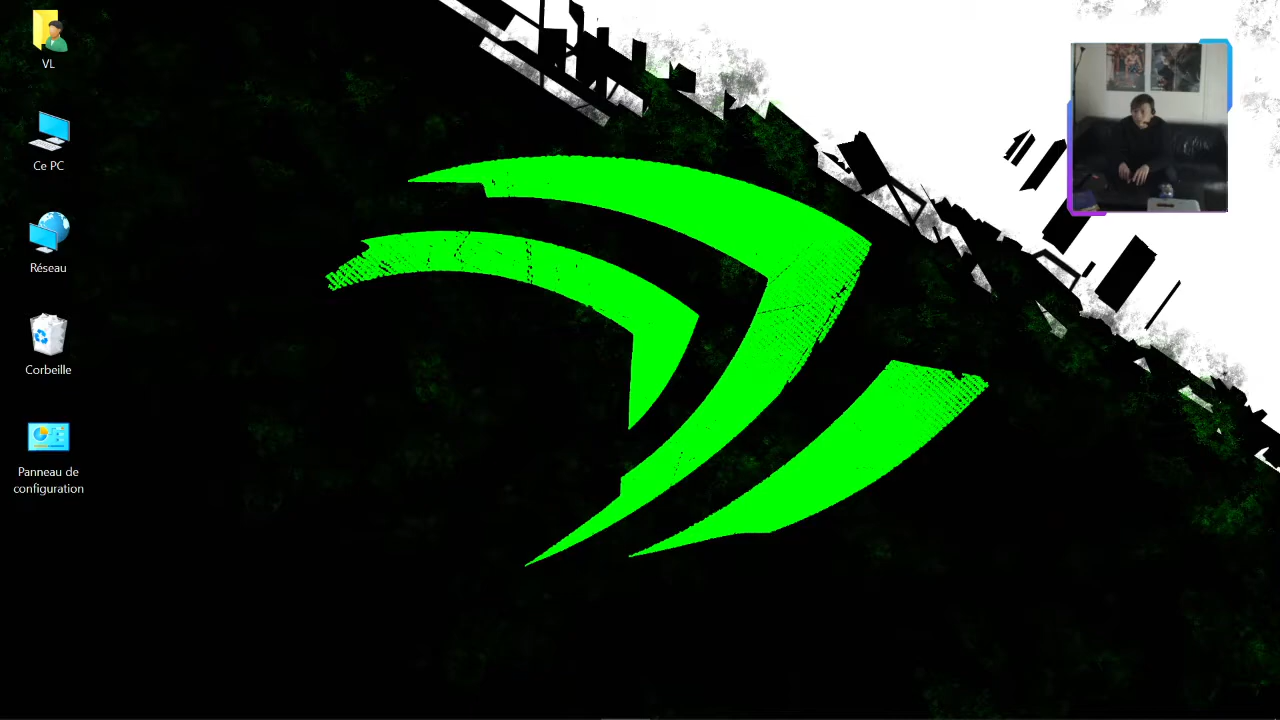 VL
Ce PC
Réseau
Corbeille
Panneau de
configuration